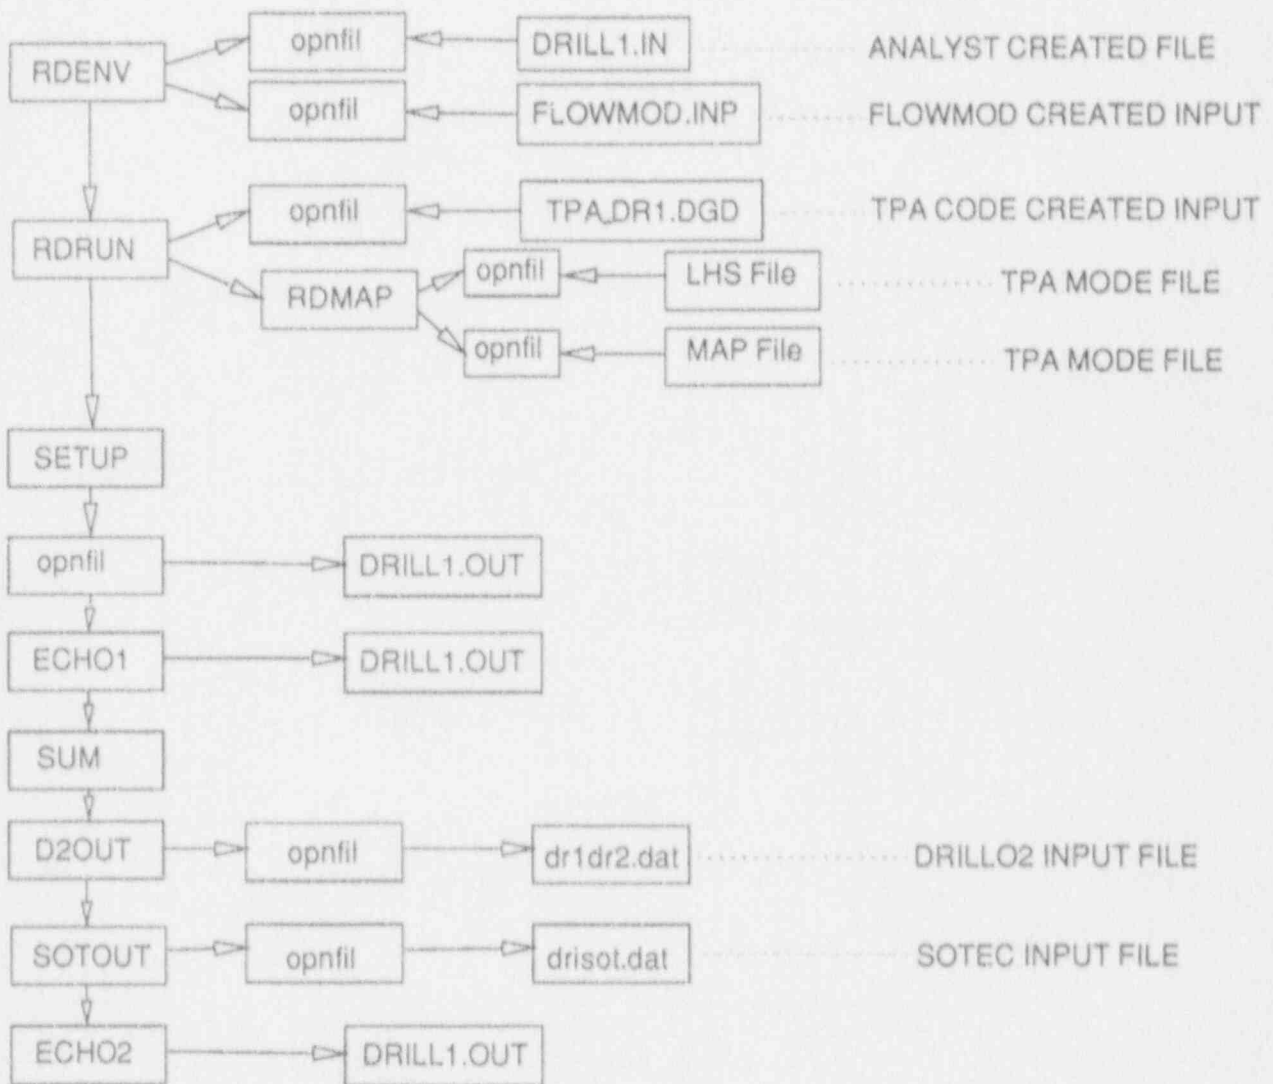 opnfil DRILL1.IN ANALYST CREATED FILE
RDENV
opnfil FLOWMOD.INP FLOWMOD CREATED INPUT
opnfil TPA_DR1.DGD TPA CODE CREATED INPUT
RDRUN
opnfil LHS File TPA MODE FILE
RDMAP
opnfil MAP File TPA MODE FILE
SETUP
opnfil DRILL1.OUT
ECHO1 DRILL1.OUT
SUM
D2OUT opnfil dr1dr2.dat DRILLO2 INPUT FILE
SOTOUT opnfil drisot.dat SOTEC INPUT FILE
ECHO2 DRILL1.OUT